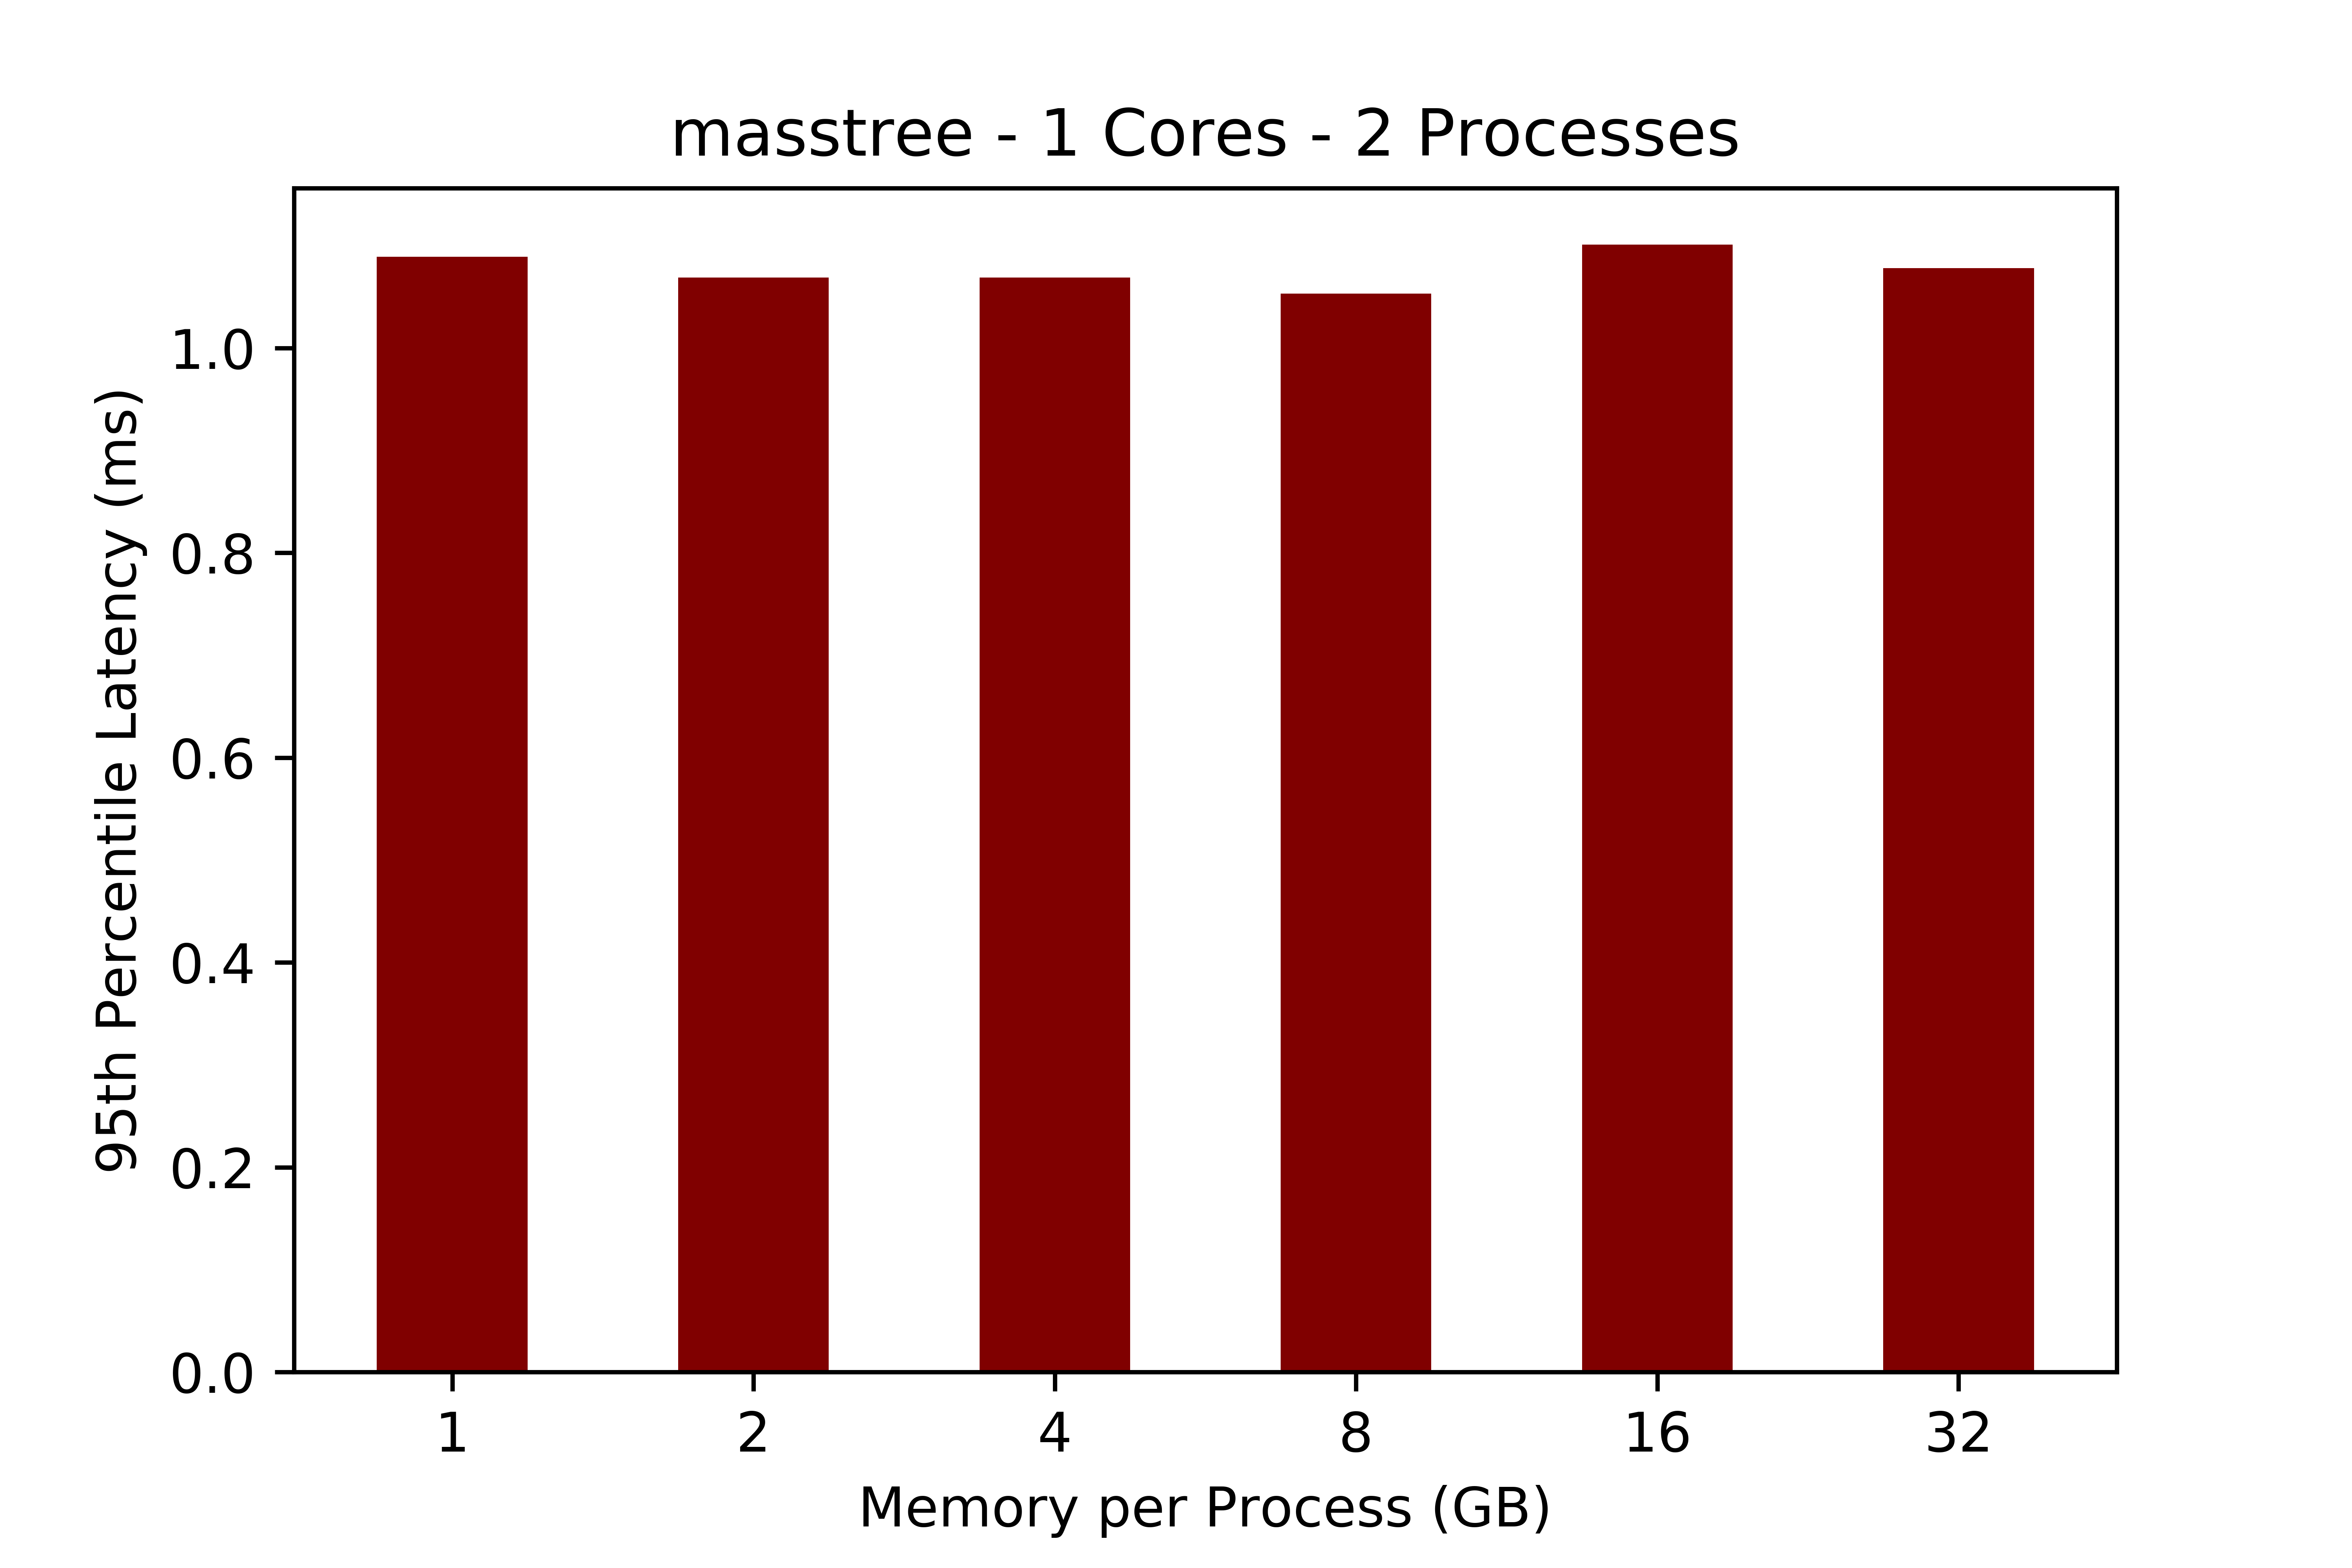 masstree - 1 Cores - 2 Processes
95th Percentile Latency (ms)
1.0
0.8
0.6
0.4
0.2
0.0
1 2 4 8 16 32
Memory per Process (GB)